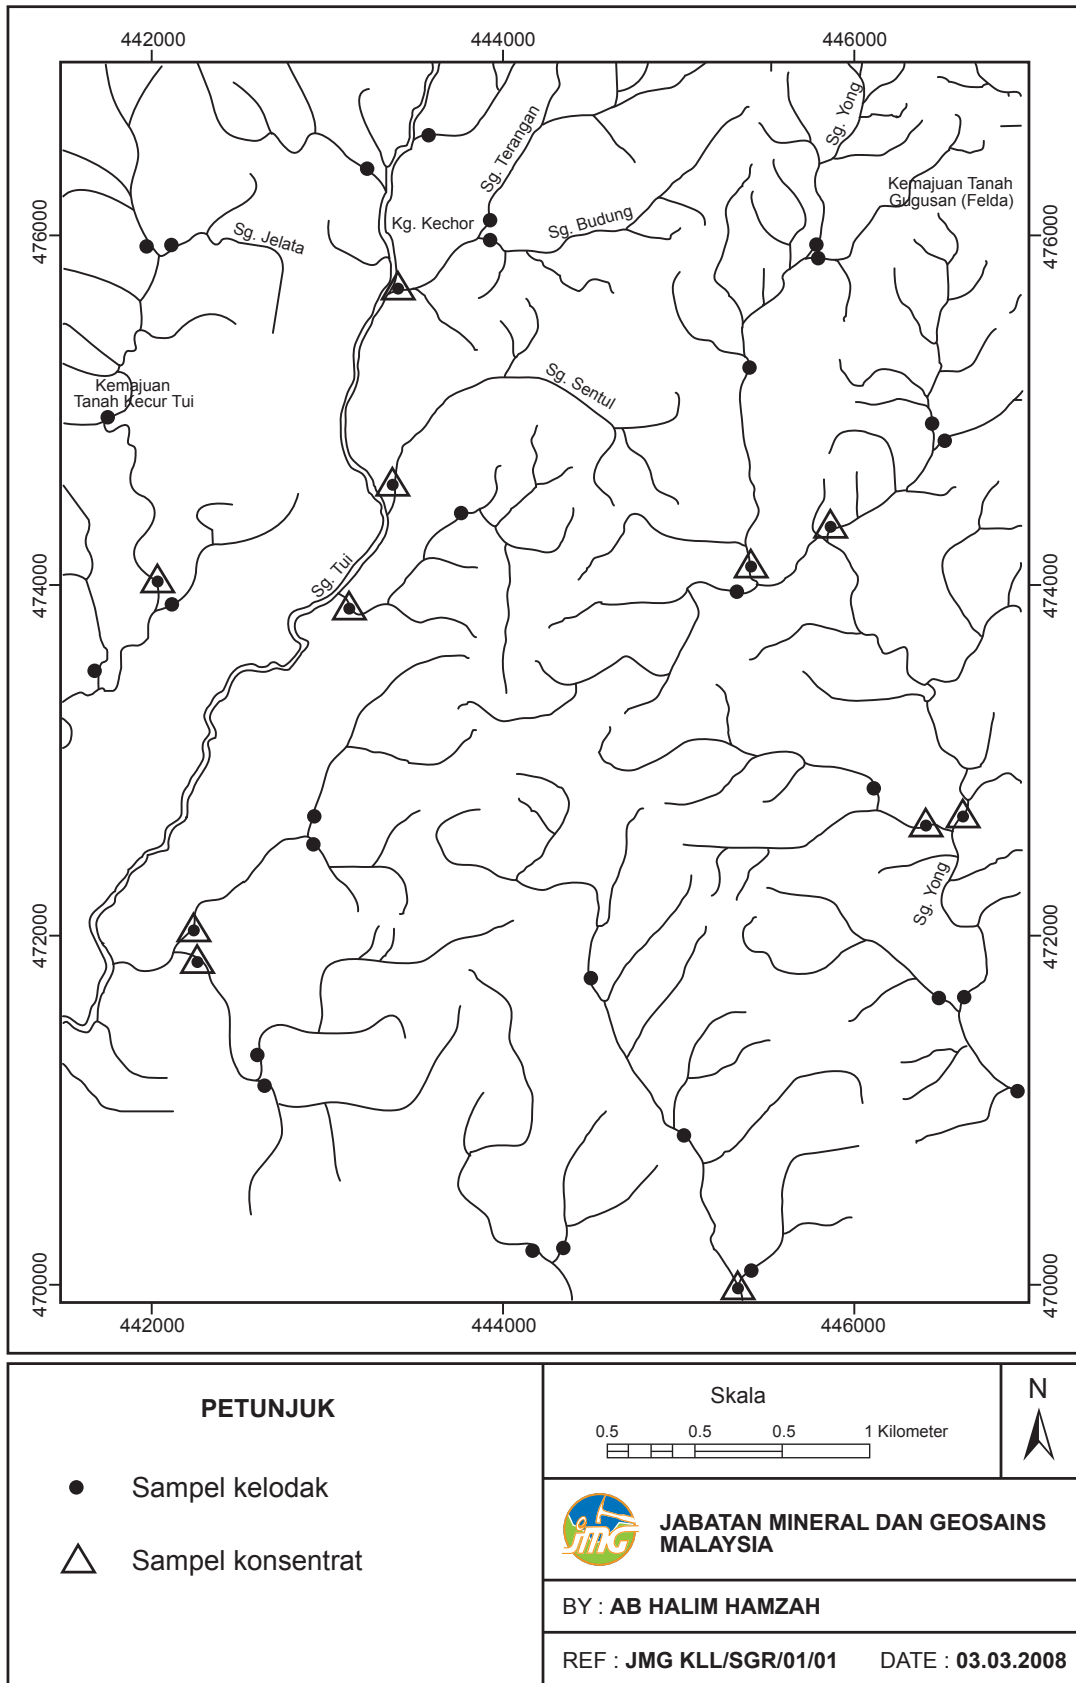 442000 444000 446000
Sg. Yong
Sg. Terangan
Kemajuan Tanah
Gugusan (Felda)
Kg. Kechor
Sg. Budung
Sg. Jelata
476000
476000
Kemajuan
Tanah Kecur Tui
Sg. Sentul
Sg. Tui
474000
474000
Sg. Yong
472000
472000
470000
470000
442000 444000 446000
PETUNJUK
Sampel kelodak
Sampel konsentrat
Skala
0.5 0.5 0.5 1 Kilometer
N
JMG
JABATAN MINERAL DAN GEOSAINS
MALAYSIA
BY : AB HALIM HAMZAH
REF : JMG KLL/SGR/01/01 DATE : 03.03.2008